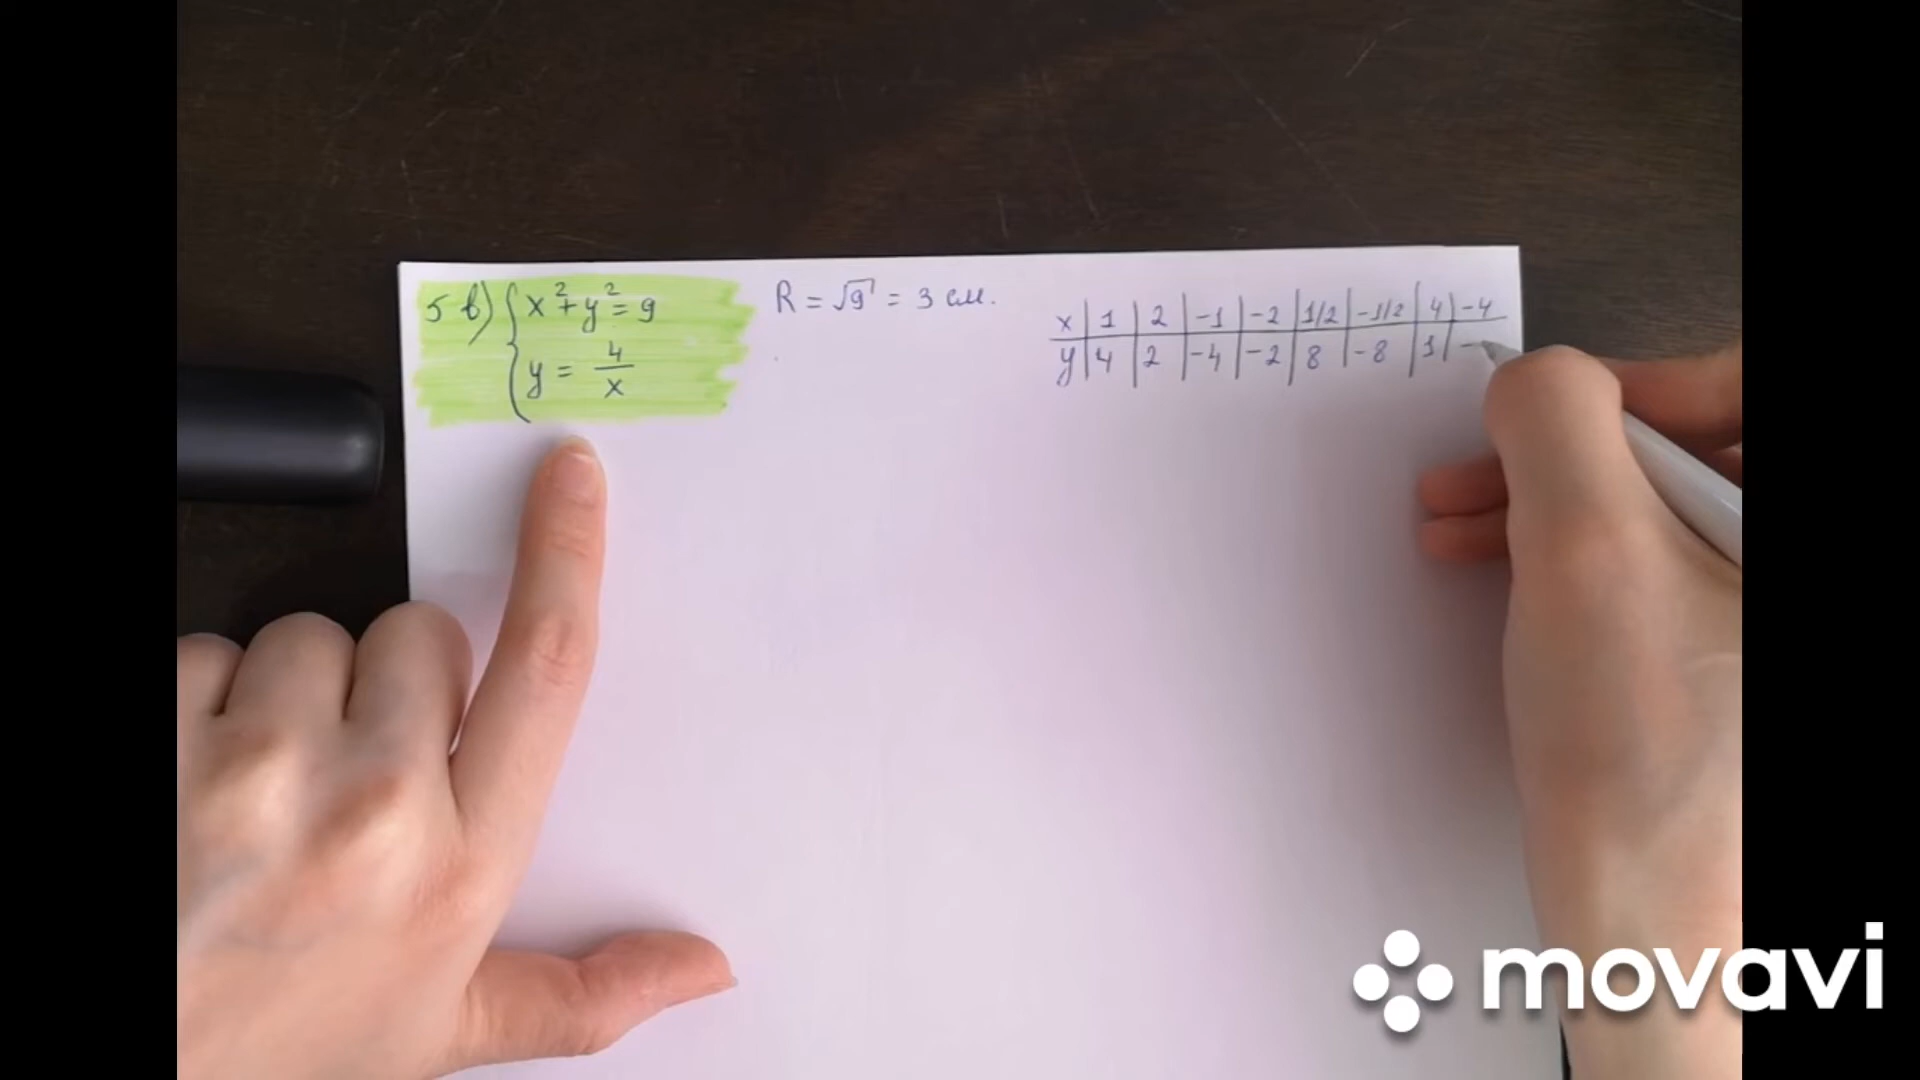 5 в) { x² + y² = 9
y = 4/x
R = √9 = 3 см.
x | 1 | 2 | -1 | -2 | 1/2 | -1/2 | 4 | -4
y | 4 | 2 | -4 | -2 | 8 | -8 | 1 | -
movavi